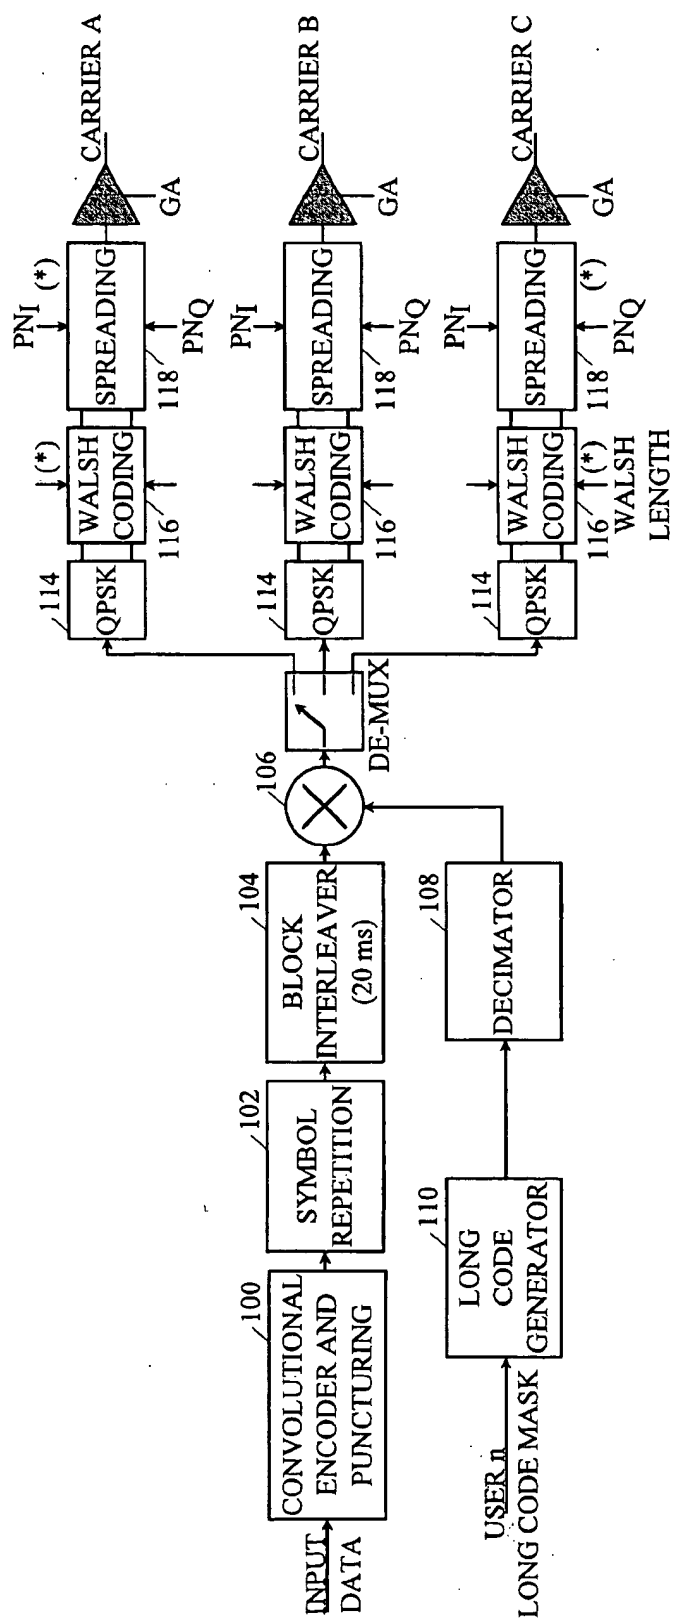 INPUT
DATA
100
CONVOLUTIONAL
ENCODER AND
PUNCTURING
102
SYMBOL
REPETITION
104
BLOCK
INTERLEAVER
(20 ms)
106
USER n
LONG CODE MASK
110
LONG
CODE
GENERATOR
108
DECIMATOR
DE-MUX
114
QPSK
(*)
WALSH
CODING
116
PNI (*)
SPREADING
118
PNQ
GA
CARRIER A
114
QPSK
WALSH
CODING
116
PNI
SPREADING
118
PNQ
GA
CARRIER B
114
QPSK
WALSH
CODING
116 (*)
WALSH
LENGTH
PNI
SPREADING
118 (*)
PNQ
GA
CARRIER C